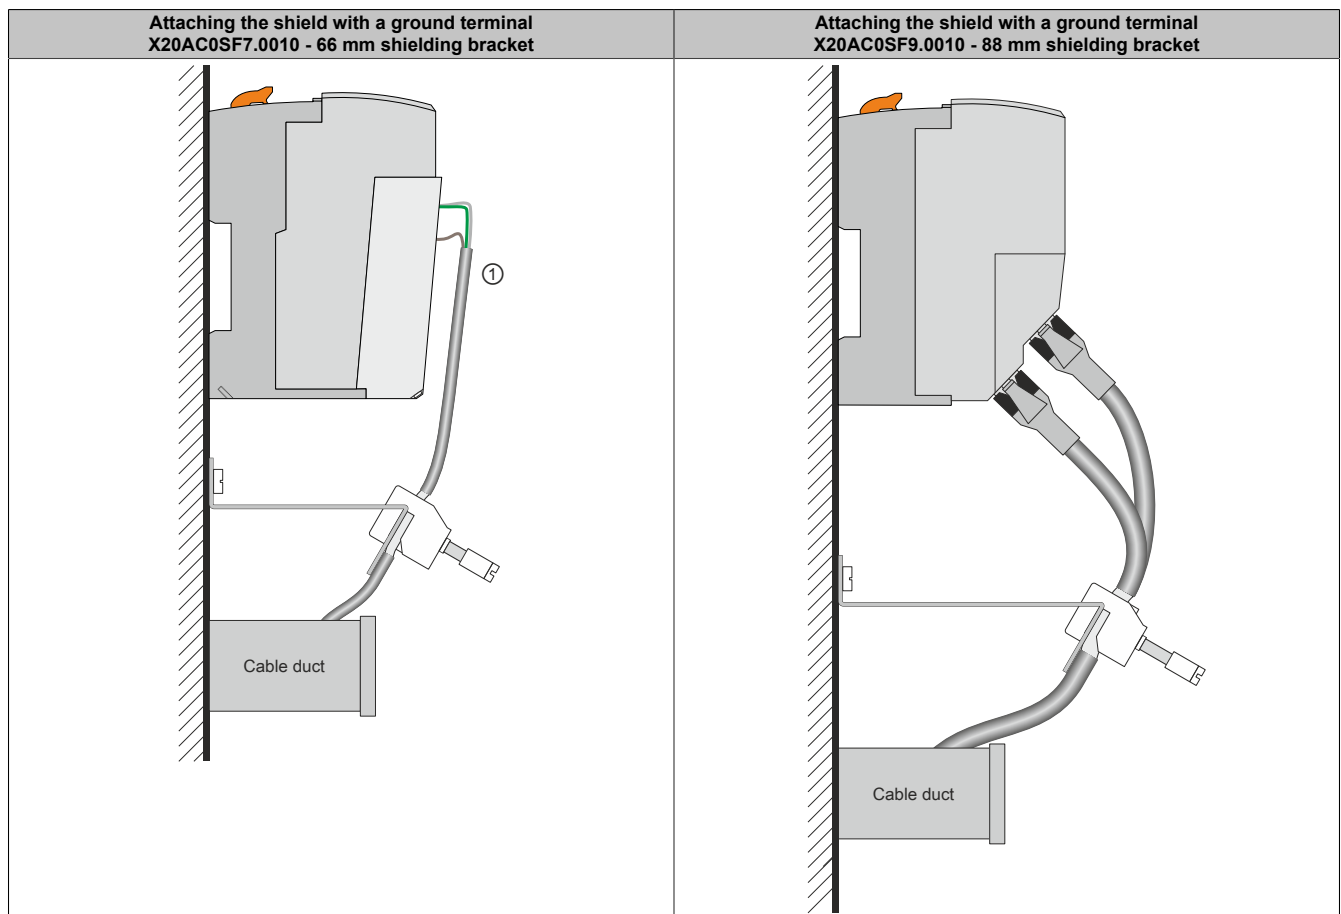 Attaching the shield with a ground terminal
X20AC0SF7.0010 - 66 mm shielding bracket
Attaching the shield with a ground terminal
X20AC0SF9.0010 - 88 mm shielding bracket
①
Cable duct
Cable duct